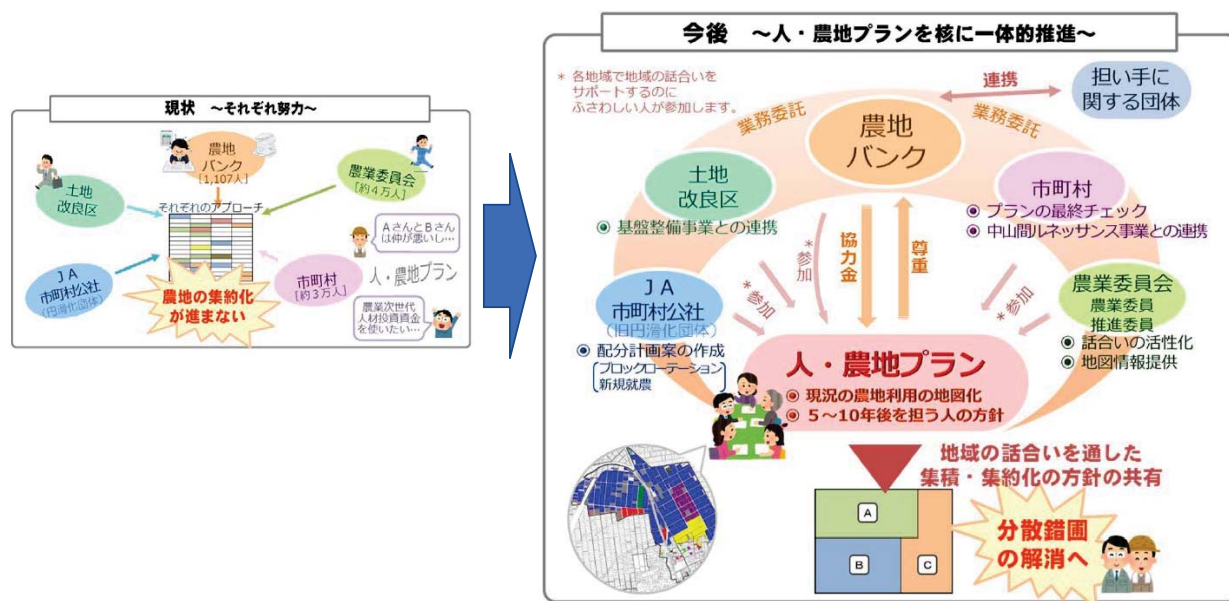 現状 ~それぞれ努力~
農地
バンク
[1,107人]
土地
改良区
農業委員会
[約4万人]
それぞれのアプローチ
AさんとBさん
は仲が悪いし…
人・農地プラン
JA
市町村公社
(円滑化団体)
市町村
[約3万人]
農地の集約化
が進まない
農業次世代
人材投資資金
を使いたい…
今後 ~人・農地プランを核に一体的推進~
* 各地域で地域の話合いを
サポートするのに
ふさわしい人が参加します。
連携
担い手に
関する団体
業務委託
農地
バンク
業務委託
土地
改良区
◉ 基盤整備事業との連携
市町村
◉ プランの最終チェック
◉ 中山間ルネッサンス事業との連携
*参加
協力金
尊重
JA
市町村公社
(旧円滑化団体)
◉ 配分計画案の作成
ブロックローテーション
新規就農
*参加
*参加
農業委員会
農業委員
推進委員
◉ 話合いの活性化
◉ 地図情報提供
人・農地プラン
◉ 現況の農地利用の地図化
◉ 5~10年後を担う人の方針
地域の話合いを通した
集積・集約化の方針の共有
A
B
C
分散錯圃
の解消へ